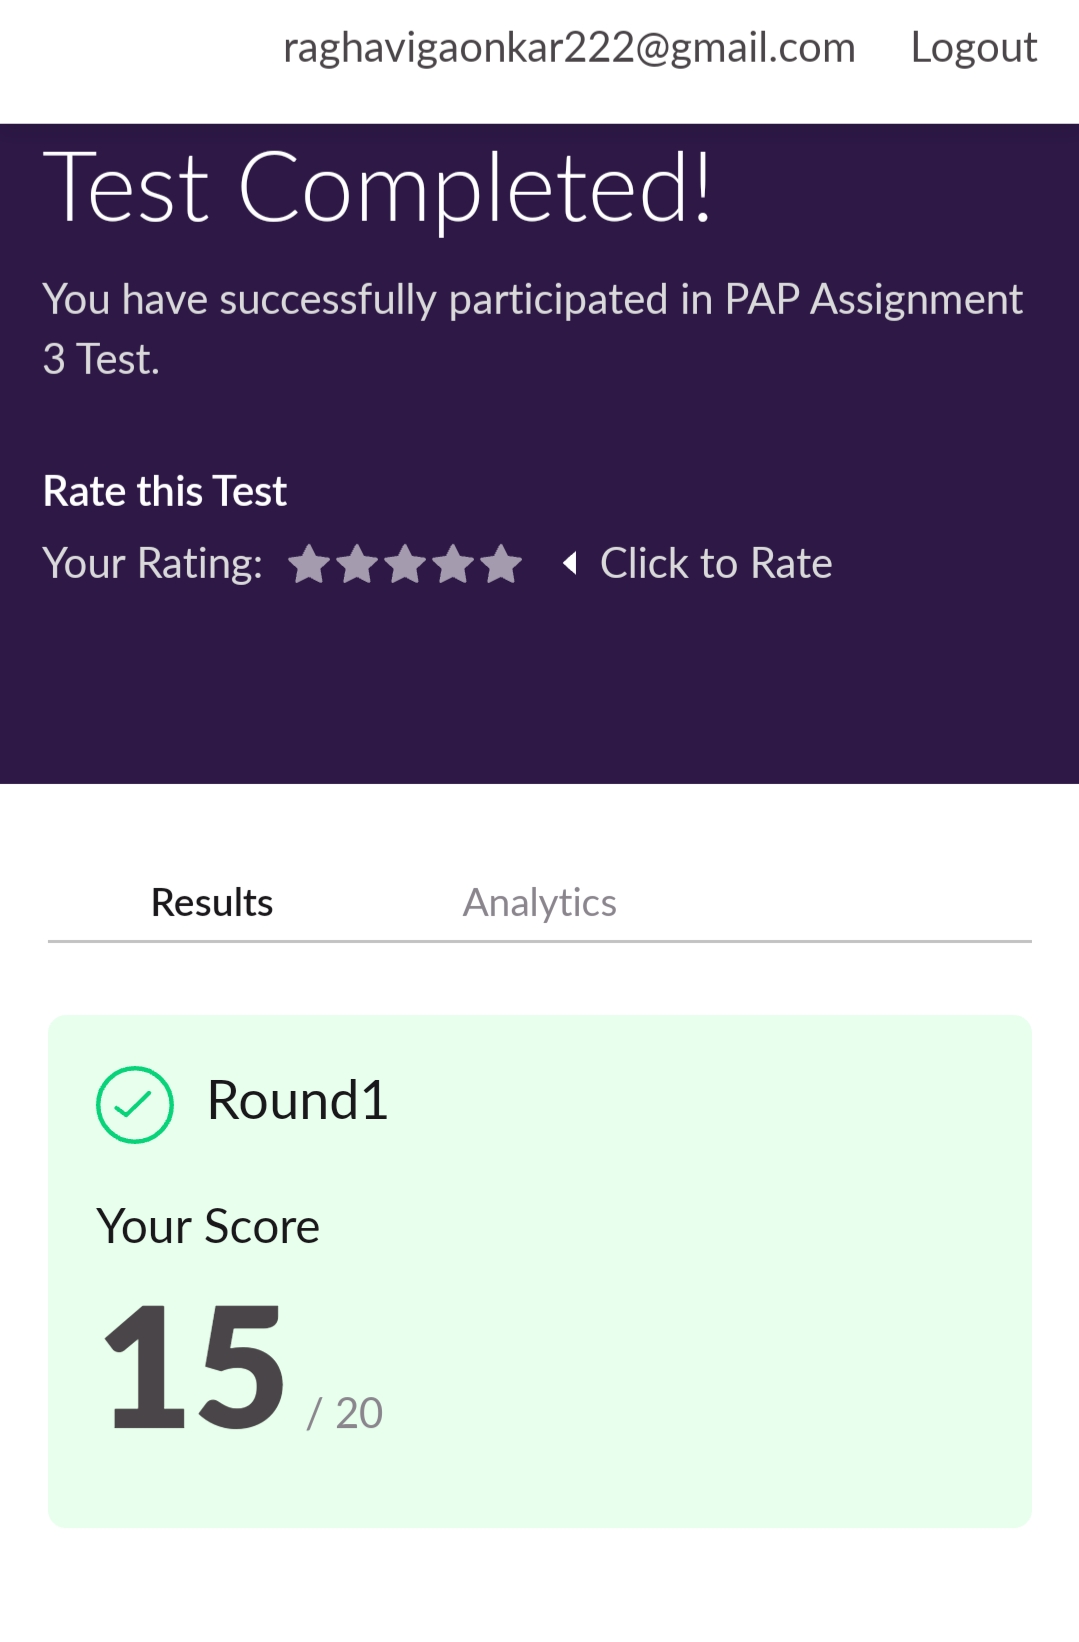 raghavigaonkar222@gmail.com Logout
Test Completed!
You have successfully participated in PAP Assignment
3 Test.
Rate this Test
Your Rating: Click to Rate
Results Analytics
Round1
Your Score
15 / 20